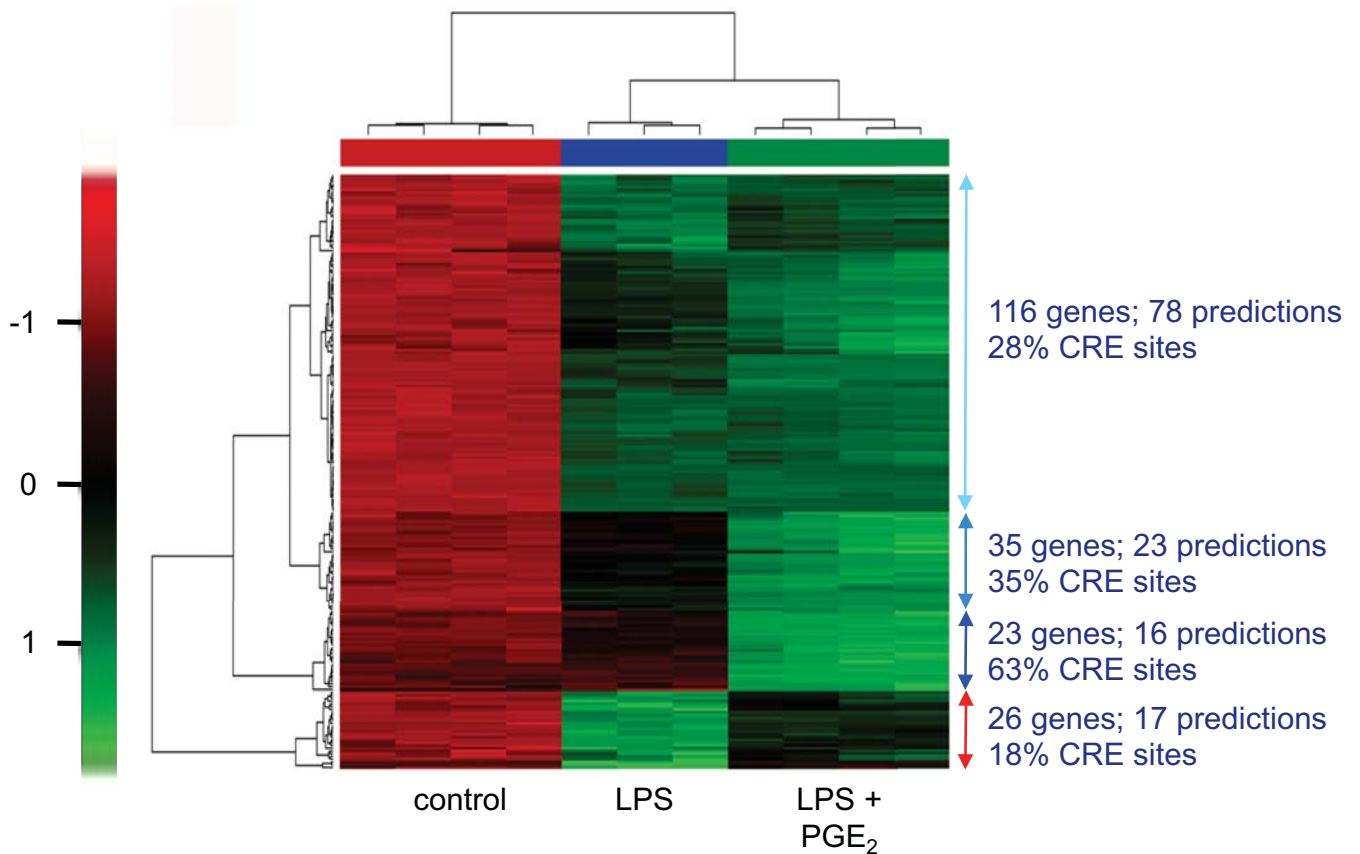 -1
0
1
116 genes; 78 predictions
28% CRE sites
35 genes; 23 predictions
35% CRE sites
23 genes; 16 predictions
63% CRE sites
26 genes; 17 predictions
18% CRE sites
control
LPS
LPS +
PGE₂